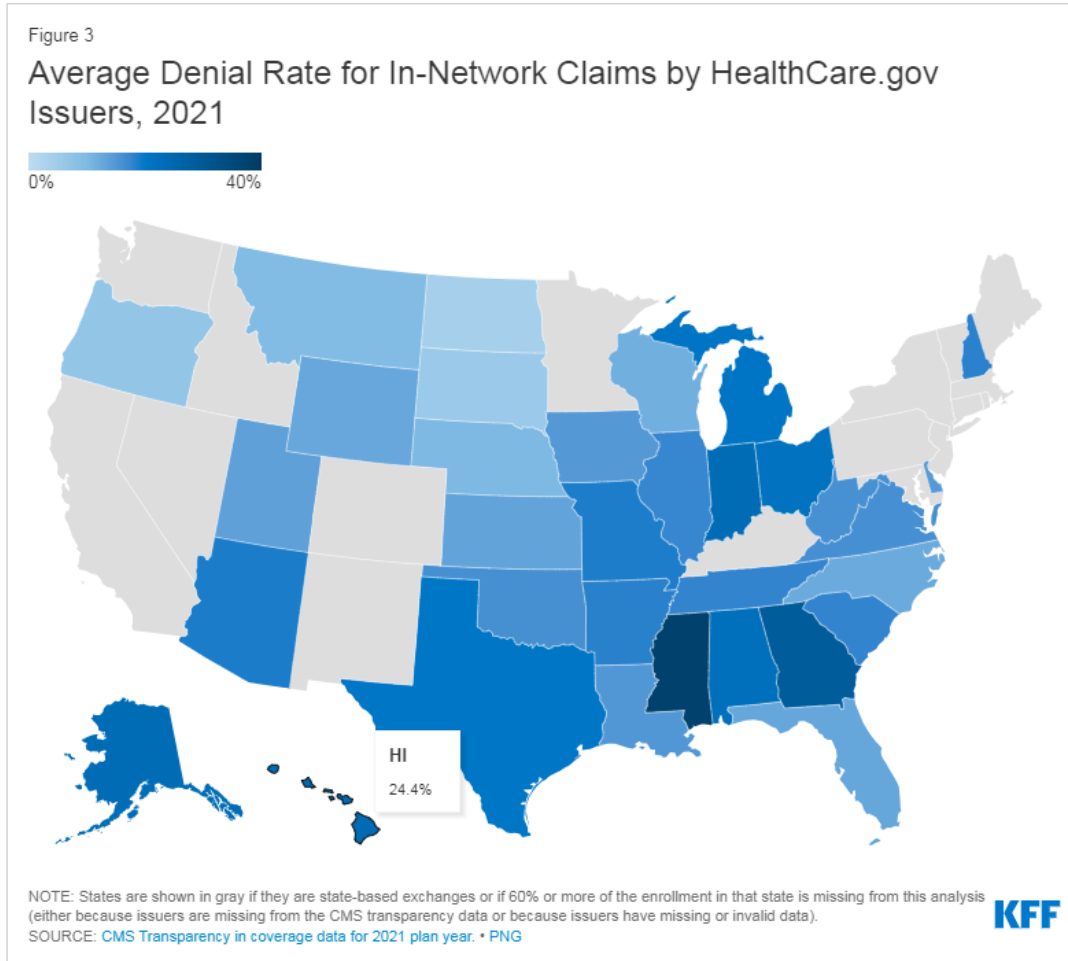 Figure 3
Average Denial Rate for In-Network Claims by HealthCare.gov
Issuers, 2021
0% 40%
HI
24.4%
NOTE: States are shown in gray if they are state-based exchanges or if 60% or more of the enrollment in that state is missing from this analysis
(either because issuers are missing from the CMS transparency data or because issuers have missing or invalid data).
SOURCE: CMS Transparency in coverage data for 2021 plan year. • PNG
KFF